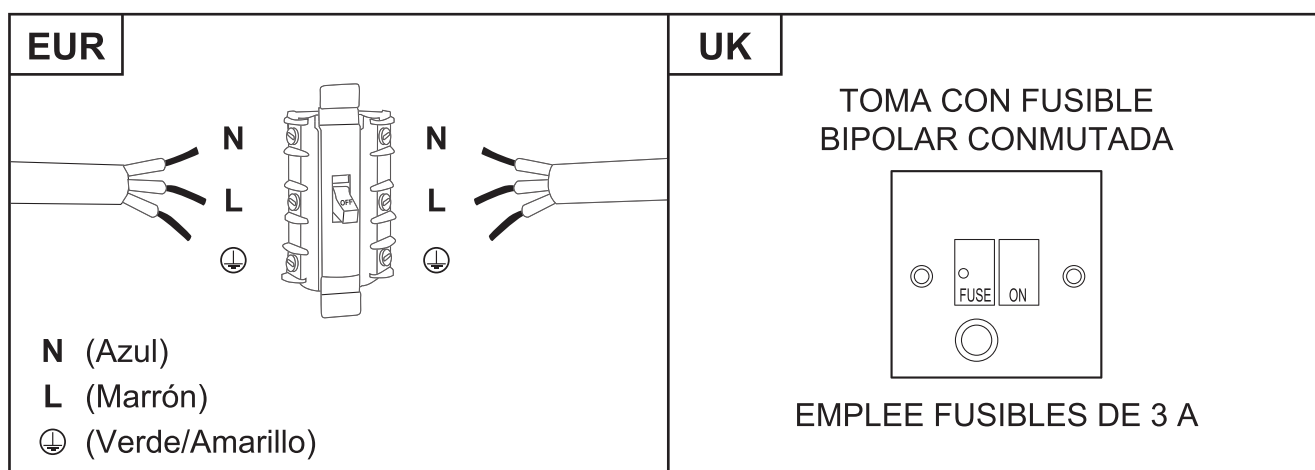 EUR
N
L
OFF
N
L
N (Azul)
L (Marrón)
(Verde/Amarillo)
UK
TOMA CON FUSIBLE
BIPOLAR CONMUTADA
FUSE
ON
EMPLEE FUSIBLES DE 3 A